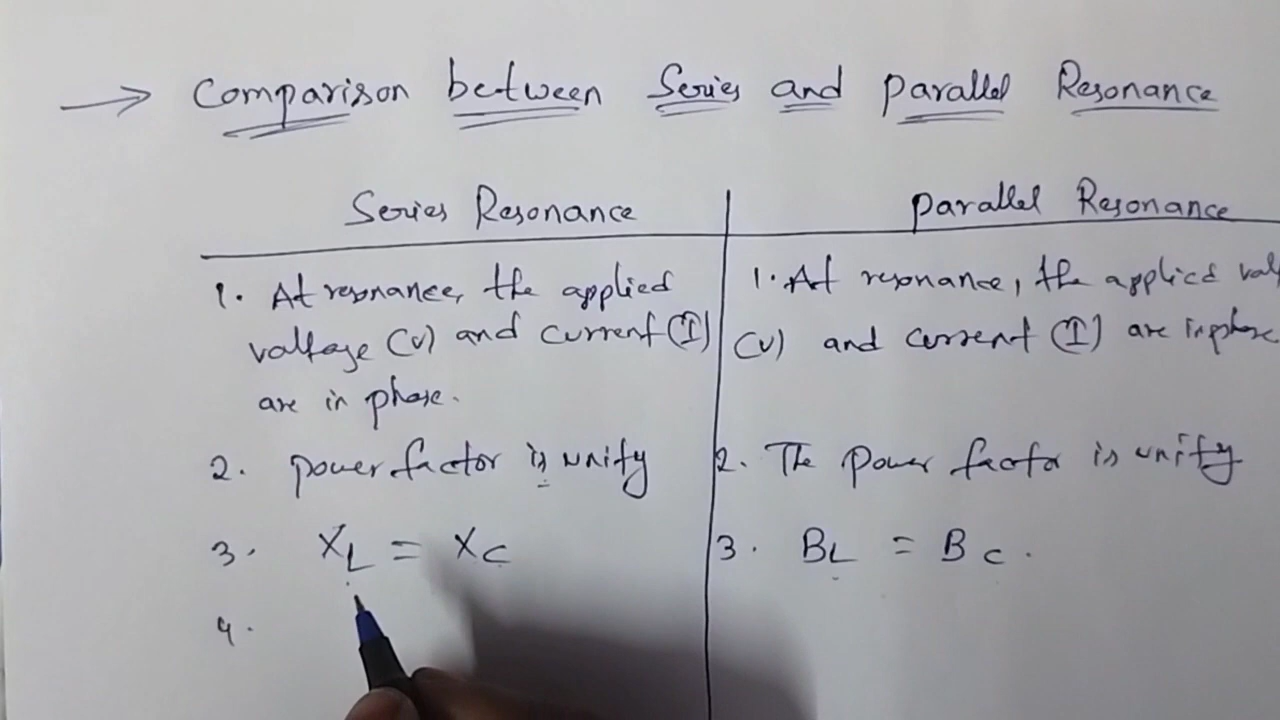 → Comparison between Series and parallel Resonance
Series Resonance
parallel Resonance
1. At resonance, the applied
voltage (V) and current (I)
are in phase.
2. power factor is unity
3. XL = XC
4.
1. At resonance, the applied vol
(V) and current (I) are in phase
2. The power factor is unity
3. BL = BC.